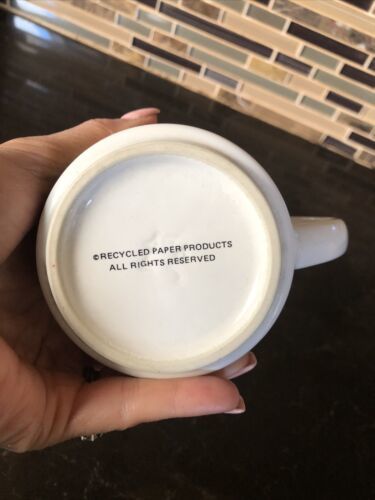 ©RECYCLED PAPER PRODUCTS
ALL RIGHTS RESERVED